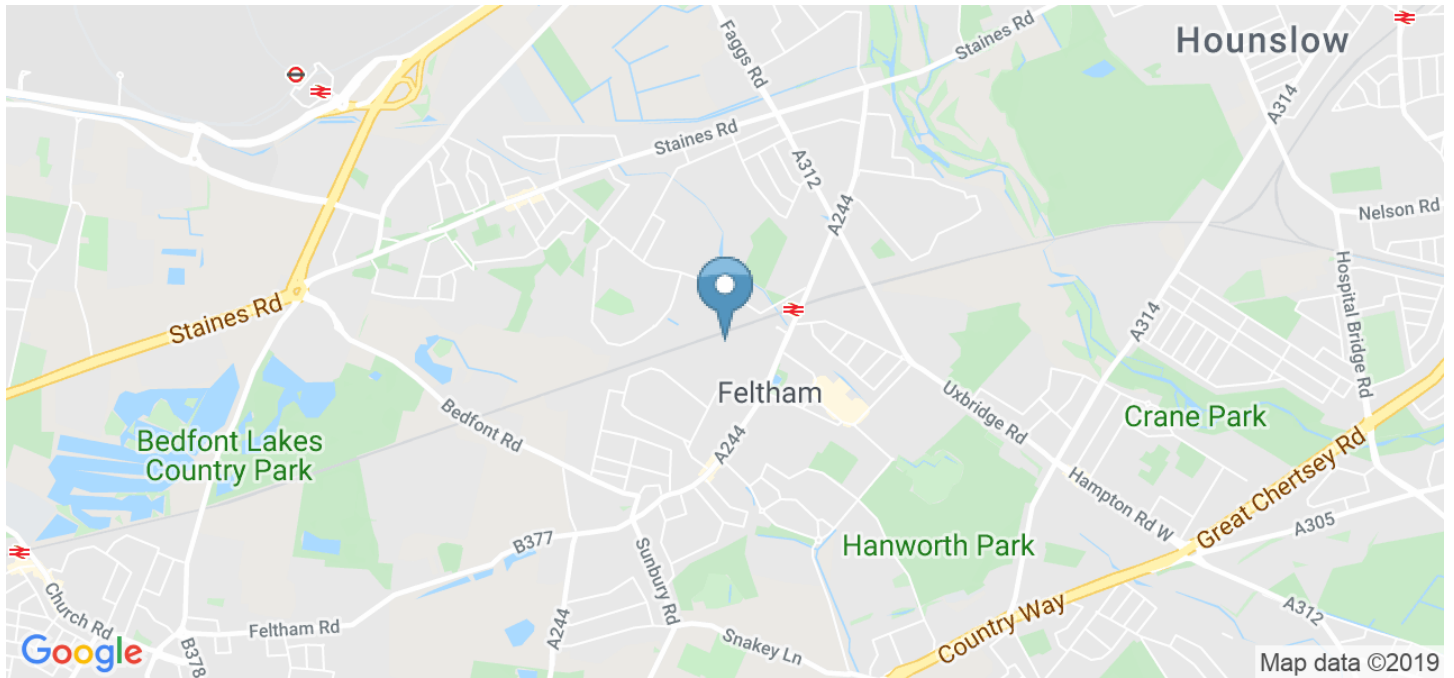 Hounslow
Faggs Rd
Staines Rd
A314
Staines Rd
A312
A244
Nelson Rd
Hospital Bridge Rd
Staines Rd
A314
Feltham
Bedfont Rd
Uxbridge Rd
Crane Park
Bedfont Lakes
Country Park
A244
Great Chertsey Rd
Hampton Rd W
A305
B377
Hanworth Park
Sunbury Rd
Church Rd
Feltham Rd
A244
Country Way
A312
Snakey Ln
B378
Google
Map data ©2019